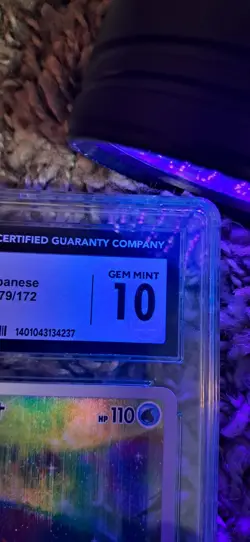 CERTIFIED GUARANTY COMPANY
GEM MINT
panese
79/172
10
1401043134237
HP 110